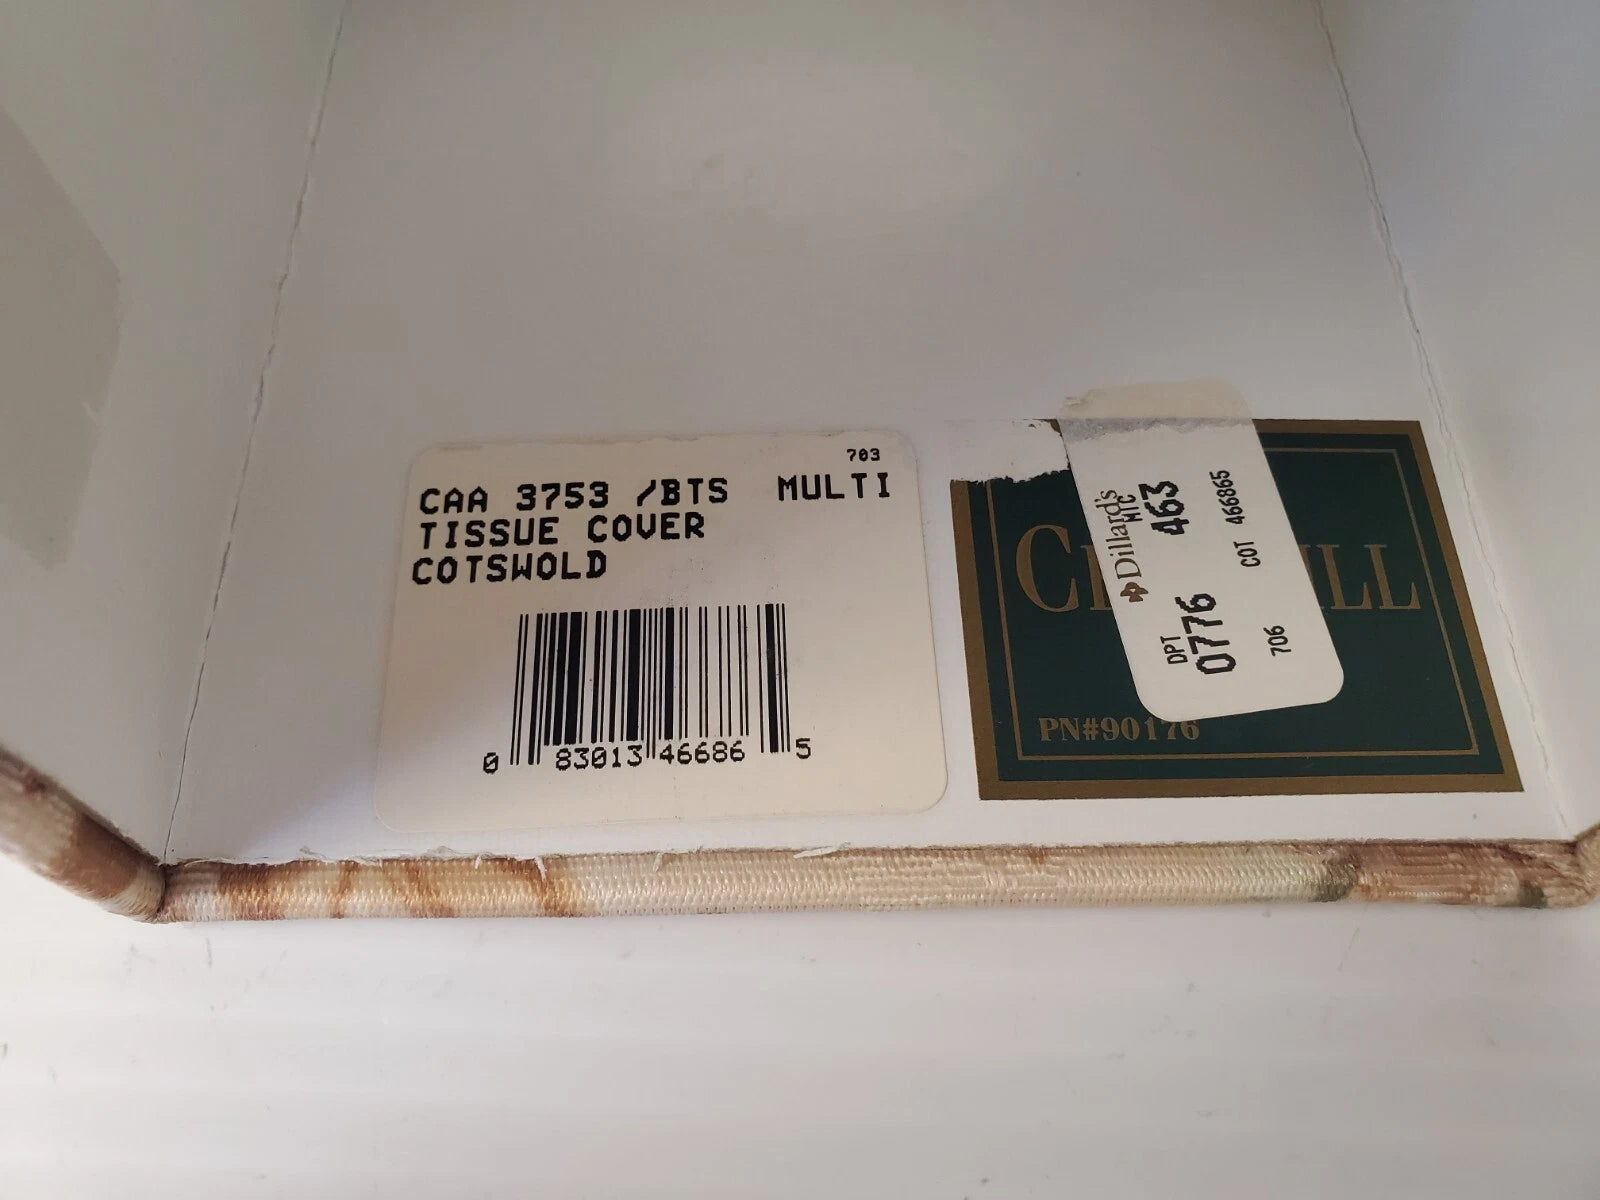 703
CAA 3753 /BTS MULTI
TISSUE COVER
COTSWOLD
0 83013 46686 5
Dillard's
MIC
463
DPT
0776
COT 466865
706
PN#90176